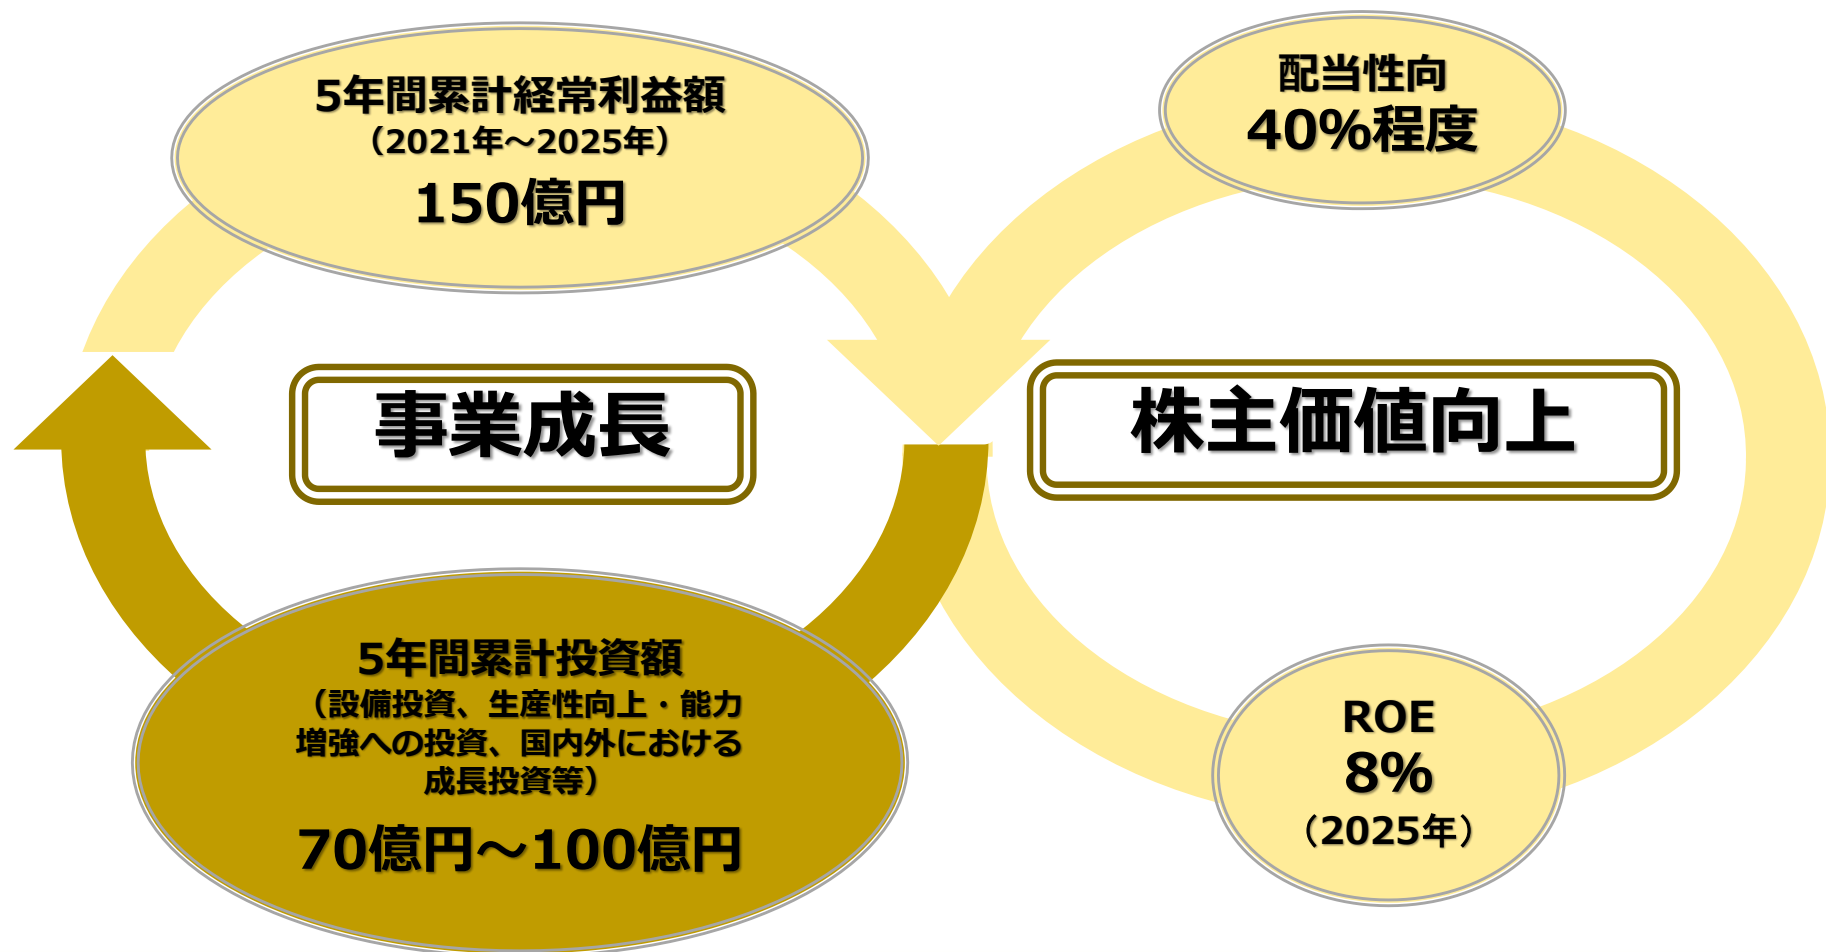 5年間累計経常利益額
（2021年～2025年）
150億円
配当性向
40%程度
事業成長
株主価値向上
5年間累計投資額
（設備投資、生産性向上・能力
増強への投資、国内外における
成長投資等）
70億円～100億円
ROE
8%
（2025年）